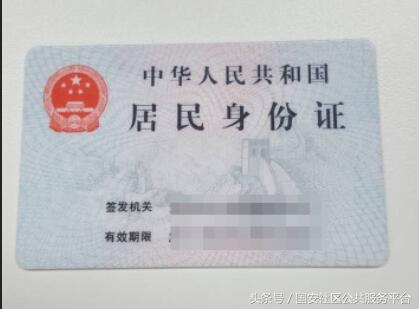 中华人民共和国
居民身份证
签发机关
有效期限
头条号/国安社区公共服务平台